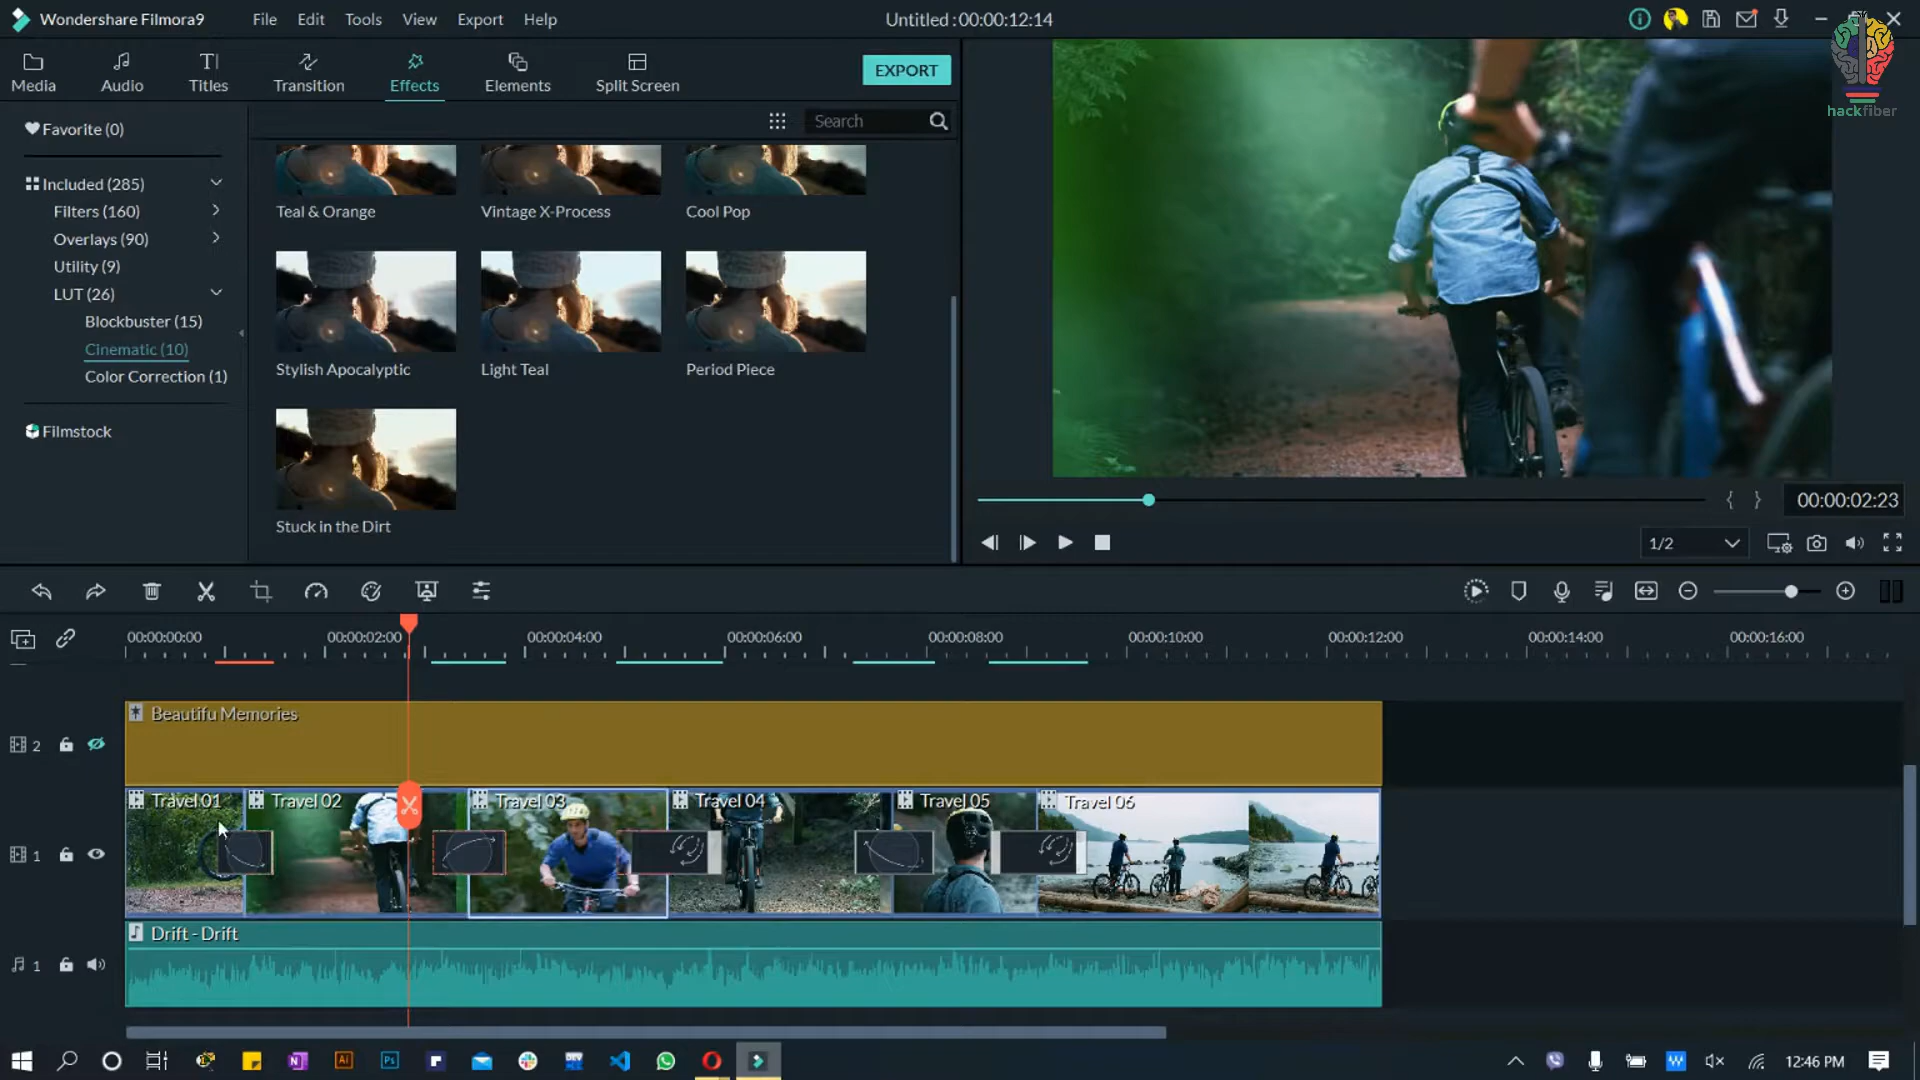 Wondershare Filmora9
File
Edit
Tools
View
Export
Help
Untitled : 00:00:12:14
Media
Audio
Titles
Transition
Effects
Elements
Split Screen
EXPORT
hackfiber
Favorite (0)
Search
Included (285)
Filters (160)
Overlays (90)
Utility (9)
LUT (26)
Blockbuster (15)
Cinematic (10)
Color Correction (1)
Filmstock
Teal & Orange
Vintage X-Process
Cool Pop
Stylish Apocalyptic
Light Teal
Period Piece
Stuck in the Dirt
00:00:02:23
1/2
00:00:00:00
00:00:02:00
00:00:04:00
00:00:06:00
00:00:08:00
00:00:10:00
00:00:12:00
00:00:14:00
00:00:16:00
2
Beautifu Memories
1
Travel 01
Travel 02
Travel 03
Travel 04
Travel 05
Travel 06
1
Drift - Drift
12:46 PM